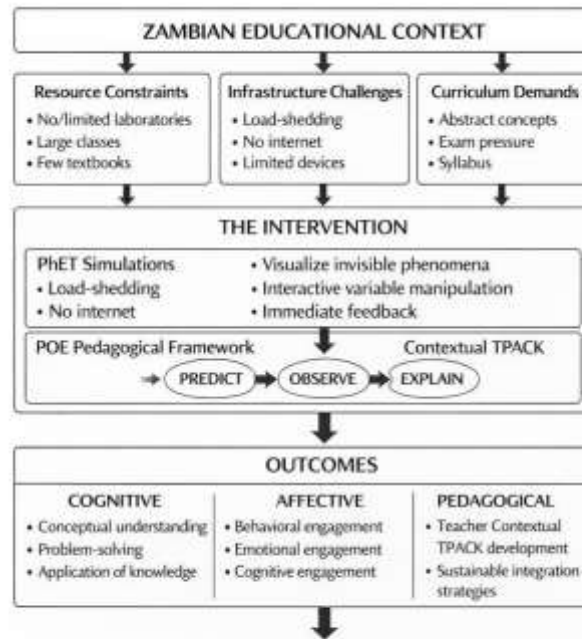 ZAMBIAN EDUCATIONAL CONTEXT
Resource Constraints
• No/limited laboratories
• Large classes
• Few textbooks
Infrastructure Challenges
• Load-shedding
• No internet
• Limited devices
Curriculum Demands
• Abstract concepts
• Exam pressure
• Syllabus
THE INTERVENTION
PhET Simulations
• Load-shedding
• No internet
• Visualize invisible phenomena
• Interactive variable manipulation
• Immediate feedback
POE Pedagogical Framework
Contextual TPACK
PREDICT
OBSERVE
EXPLAIN
OUTCOMES
COGNITIVE
• Conceptual understanding
• Problem-solving
• Application of knowledge
AFFECTIVE
• Behavioral engagement
• Emotional engagement
• Cognitive engagement
PEDAGOGICAL
• Teacher Contextual
TPACK development
• Sustainable integration
strategies